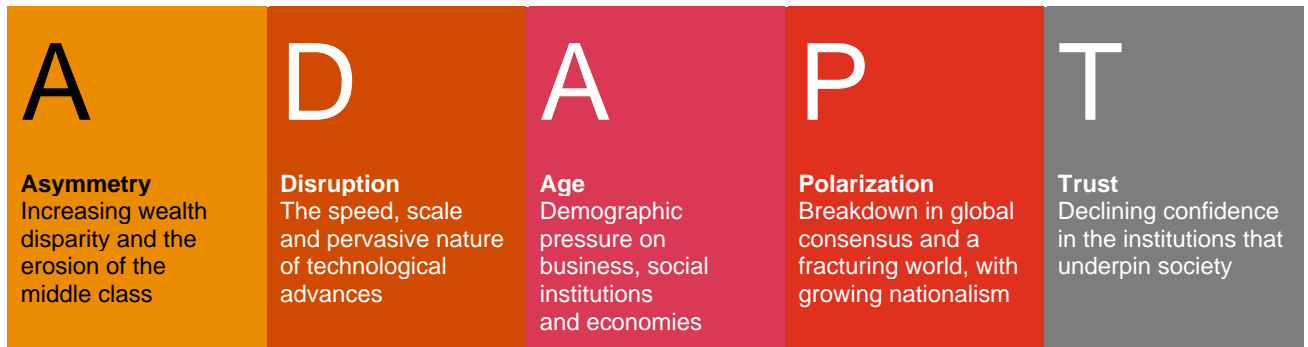 A
Asymmetry
Increasing wealth
disparity and the
erosion of the
middle class
D
Disruption
The speed, scale
and pervasive nature
of technological
advances
A
Age
Demographic
pressure on
business, social
institutions
and economies
P
Polarization
Breakdown in global
consensus and a
fracturing world, with
growing nationalism
T
Trust
Declining confidence
in the institutions that
underpin society